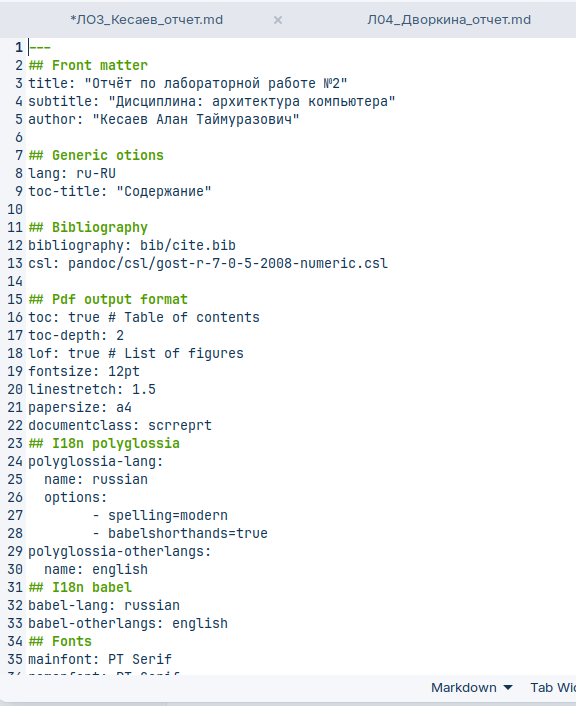 *ЛО3_Кесаев_отчет.md × Л04_Дворкина_отчет.md
1 ---
2 ## Front matter
3 title: "Отчёт по лабораторной работе №2"
4 subtitle: "Дисциплина: архитектура компьютера"
5 author: "Кесаев Алан Таймуразович"
6
7 ## Generic otions
8 lang: ru-RU
9 toc-title: "Содержание"
10
11 ## Bibliography
12 bibliography: bib/cite.bib
13 csl: pandoc/csl/gost-r-7-0-5-2008-numeric.csl
14
15 ## Pdf output format
16 toc: true # Table of contents
17 toc-depth: 2
18 lof: true # List of figures
19 fontsize: 12pt
20 linestretch: 1.5
21 papersize: a4
22 documentclass: scrreprt
23 ## I18n polyglossia
24 polyglossia-lang:
25   name: russian
26   options:
27         - spelling=modern
28         - babelshorthands=true
29 polyglossia-otherlangs:
30   name: english
31 ## I18n babel
32 babel-lang: russian
33 babel-otherlangs: english
34 ## Fonts
35 mainfont: PT Serif
Markdown Tab